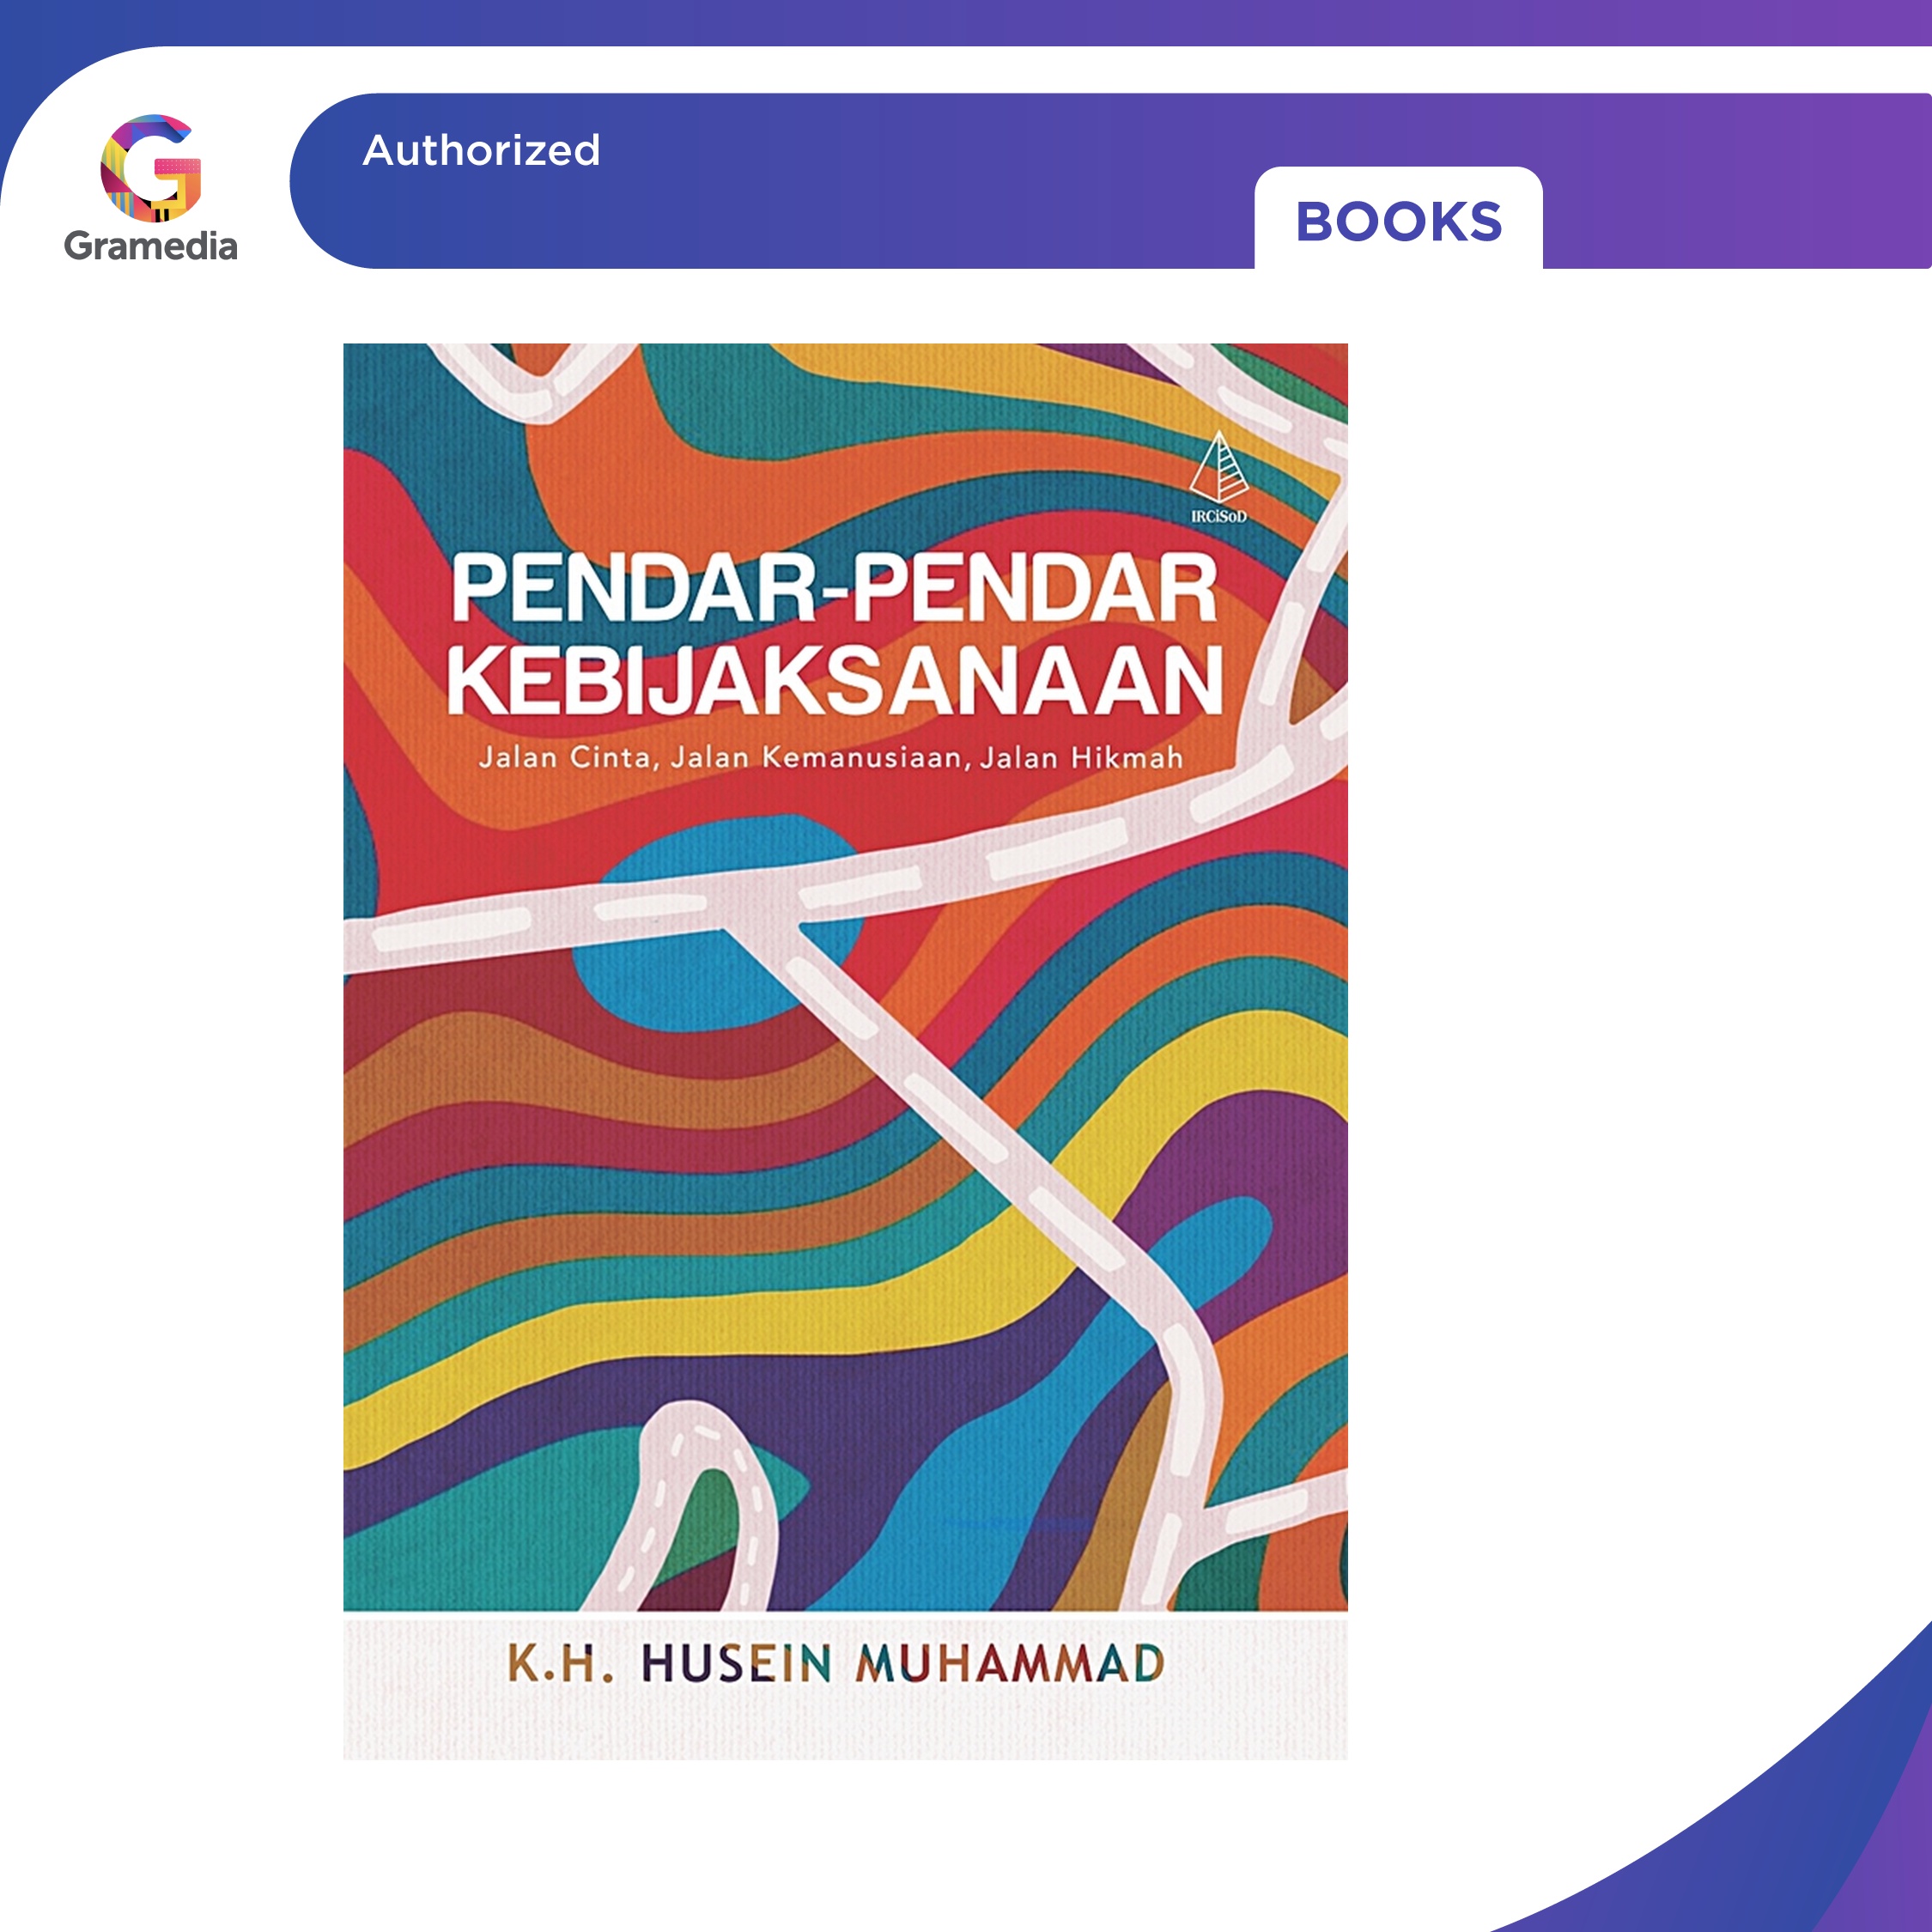 Gramedia
Authorized
BOOKS
IRCiSoD
PENDAR-PENDAR
KEBIJAKSANAAN
Jalan Cinta, Jalan Kemanusiaan, Jalan Hikmah
K.H. HUSEIN MUHAMMAD